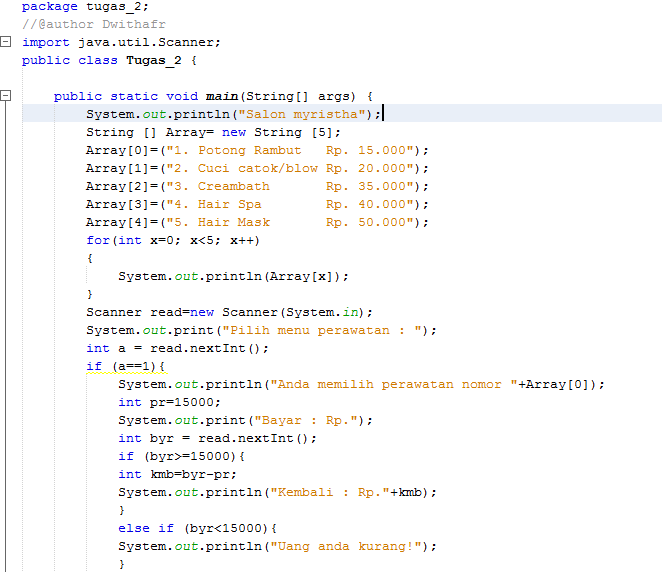 package tugas_2;
//@author Dwithafr
import java.util.Scanner;
public class Tugas_2 {
public static void main(String[] args) {
System.out.println("Salon myristha");
String [] Array= new String [5];
Array[0]=("1. Potong Rambut   Rp. 15.000");
Array[1]=("2. Cuci catok/blow Rp. 20.000");
Array[2]=("3. Creambath       Rp. 35.000");
Array[3]=("4. Hair Spa        Rp. 40.000");
Array[4]=("5. Hair Mask       Rp. 50.000");
for(int x=0; x<5; x++)
{
System.out.println(Array[x]);
}
Scanner read=new Scanner(System.in);
System.out.print("Pilih menu perawatan : ");
int a = read.nextInt();
if (a==1){
System.out.println("Anda memilih perawatan nomor "+Array[0]);
int pr=15000;
System.out.print("Bayar : Rp.");
int byr = read.nextInt();
if (byr>=15000){
int kmb=byr-pr;
System.out.println("Kembali : Rp."+kmb);
}
else if (byr<15000){
System.out.println("Uang anda kurang!");
}